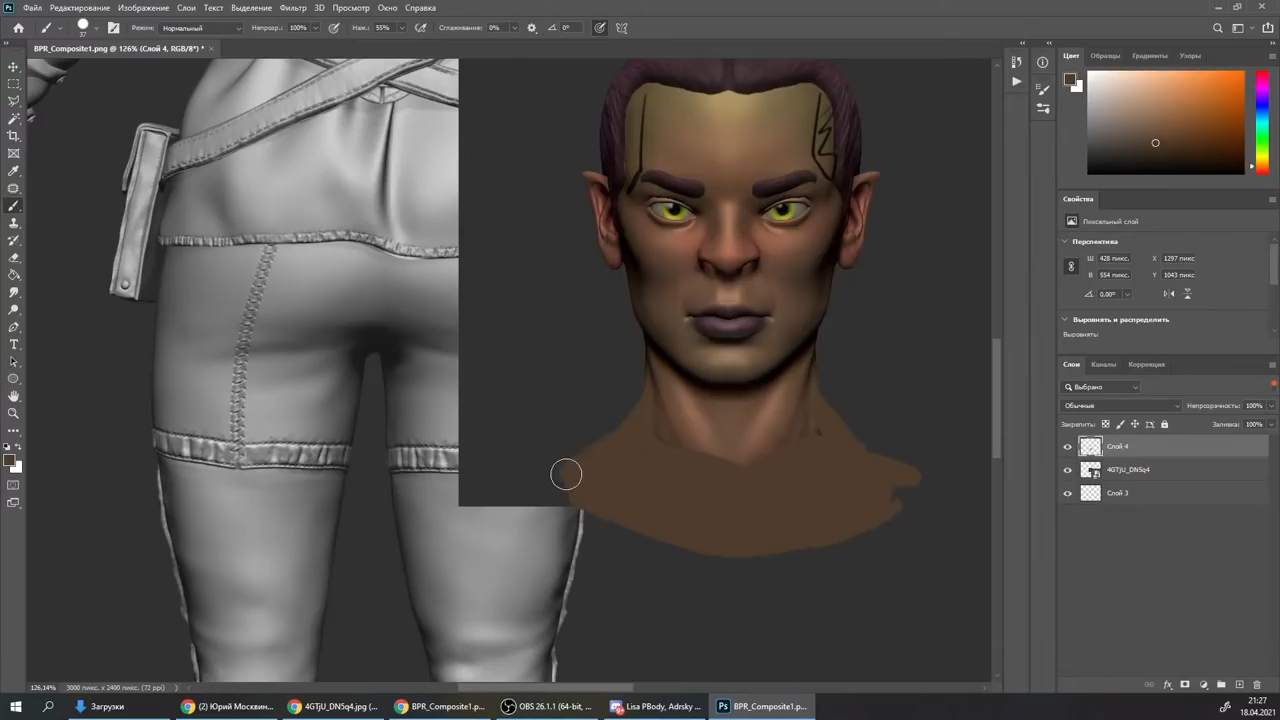 Файл Редактирование Изображение Слои Текст Выделение Фильтр 3D Просмотр Окно Справка
37 Режим: Нормальный Непрозр.: 100% Наж.: 55% Сглаживание: 0% 0°
BPR_Composite1.png @ 126% (Слой 4, RGB/8*) *
Цвет Образцы Градиенты Узоры
Свойства
Пиксельный слой
Перспектива
Ш 428 пикс. X 1297 пикс
В 554 пикс. Y 1043 пикс
0,00°
Выровнять и распределить
Выровнять:
Слои Каналы Коррекция
Выбрано
Обычные Непрозрачность: 100%
Закрепить: Заливка: 100%
Слой 4
4GTjU_DNSq4
Слой 3
126,14% 3000 пикс. x 2400 пикс. (72 ppi)
Загрузки (2) Юрий Москвин... 4GTjU_DN5q4.jpg (... BPR_Composite1.p... OBS 26.1.1 (64-bit, ... Lisa PBody, Adrsky ... BPR_Composite1.p...
21:27
18.04.2021